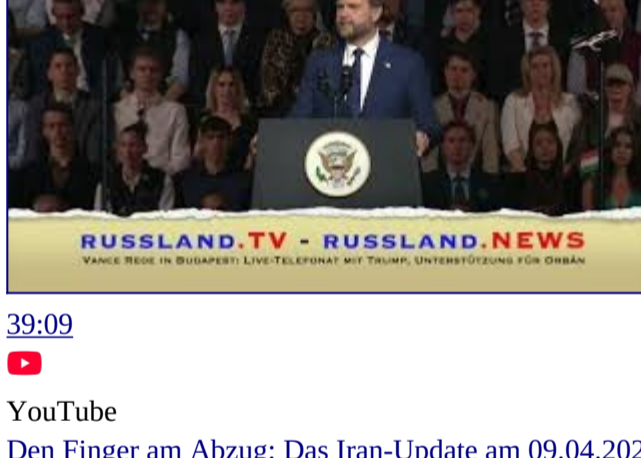 RUSSLAND.TV - RUSSLAND.NEWS
VANCE REDE IN BUDAPEST: LIVE-TELEFONAT MIT TRUMP, UNTERSTÜTZUNG FÜR ORBÁN
39:09
YouTube
Den Finger am Abzug: Das Iran-Update am 09.04.202